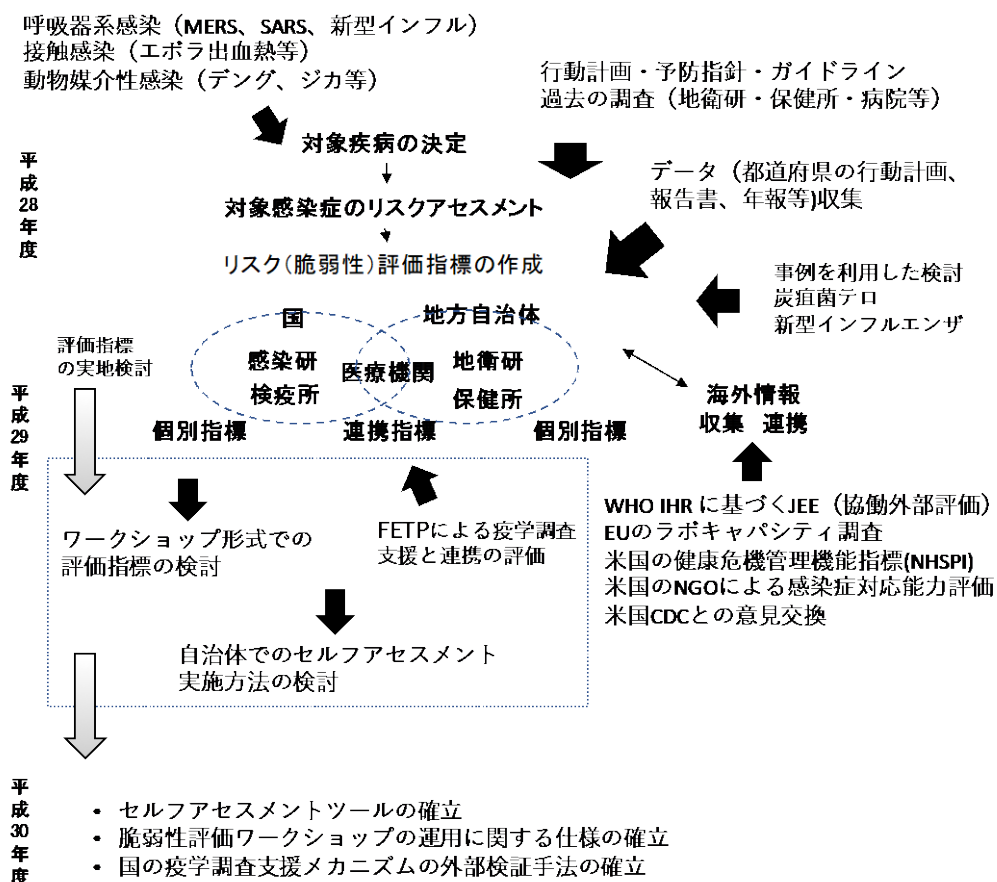 呼吸器系感染（MERS、SARS、新型インフル）
接触感染（エボラ出血熱等）
動物媒介性感染（デング、ジカ等）
行動計画・予防指針・ガイドライン
過去の調査（地衛研・保健所・病院等）
平成28年度
対象疾病の決定
データ（都道府県の行動計画、
報告書、年報等)収集
対象感染症のリスクアセスメント
リスク(脆弱性)評価指標の作成
事例を利用した検討
炭疽菌テロ
新型インフルエンザ
国
地方自治体
評価指標
の実地検討
感染研
検疫所
医療機関
地衛研
保健所
海外情報
収集　連携
平成29年度
個別指標
連携指標
個別指標
ワークショップ形式での
評価指標の検討
FETPによる疫学調査
支援と連携の評価
WHO IHR に基づくJEE（協働外部評価）
EUのラボキャパシティ調査
米国の健康危機管理機能指標(NHSPI)
米国のNGOによる感染症対応能力評価
米国CDCとの意見交換
自治体でのセルフアセスメント
実施方法の検討
平成30年度
• セルフアセスメントツールの確立
• 脆弱性評価ワークショップの運用に関する仕様の確立
• 国の疫学調査支援メカニズムの外部検証手法の確立